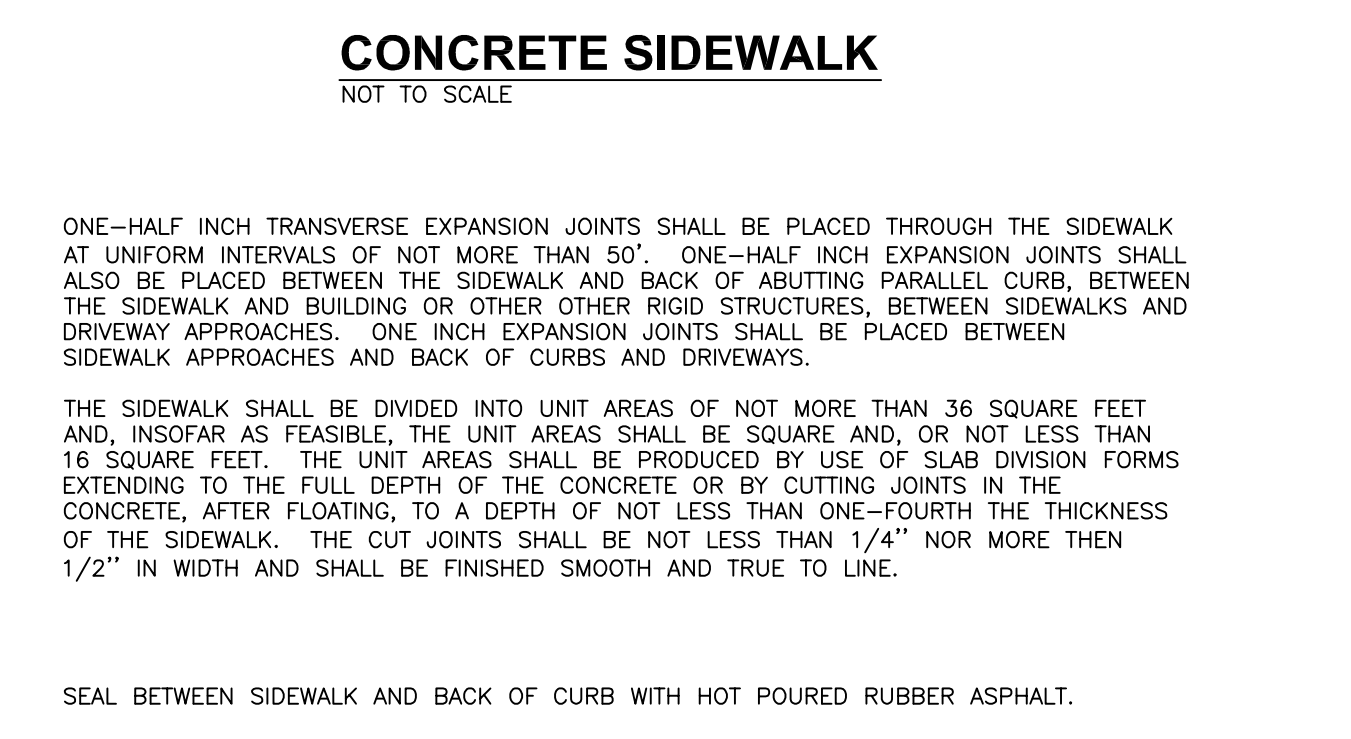 CONCRETE SIDEWALK
NOT TO SCALE
ONE-HALF INCH TRANSVERSE EXPANSION JOINTS SHALL BE PLACED THROUGH THE SIDEWALK
AT UNIFORM INTERVALS OF NOT MORE THAN 50'. ONE-HALF INCH EXPANSION JOINTS SHALL
ALSO BE PLACED BETWEEN THE SIDEWALK AND BACK OF ABUTTING PARALLEL CURB, BETWEEN
THE SIDEWALK AND BUILDING OR OTHER OTHER RIGID STRUCTURES, BETWEEN SIDEWALKS AND
DRIVEWAY APPROACHES. ONE INCH EXPANSION JOINTS SHALL BE PLACED BETWEEN
SIDEWALK APPROACHES AND BACK OF CURBS AND DRIVEWAYS.
THE SIDEWALK SHALL BE DIVIDED INTO UNIT AREAS OF NOT MORE THAN 36 SQUARE FEET
AND, INSOFAR AS FEASIBLE, THE UNIT AREAS SHALL BE SQUARE AND, OR NOT LESS THAN
16 SQUARE FEET. THE UNIT AREAS SHALL BE PRODUCED BY USE OF SLAB DIVISION FORMS
EXTENDING TO THE FULL DEPTH OF THE CONCRETE OR BY CUTTING JOINTS IN THE
CONCRETE, AFTER FLOATING, TO A DEPTH OF NOT LESS THAN ONE-FOURTH THE THICKNESS
OF THE SIDEWALK. THE CUT JOINTS SHALL BE NOT LESS THAN 1/4" NOR MORE THEN
1/2" IN WIDTH AND SHALL BE FINISHED SMOOTH AND TRUE TO LINE.
SEAL BETWEEN SIDEWALK AND BACK OF CURB WITH HOT POURED RUBBER ASPHALT.